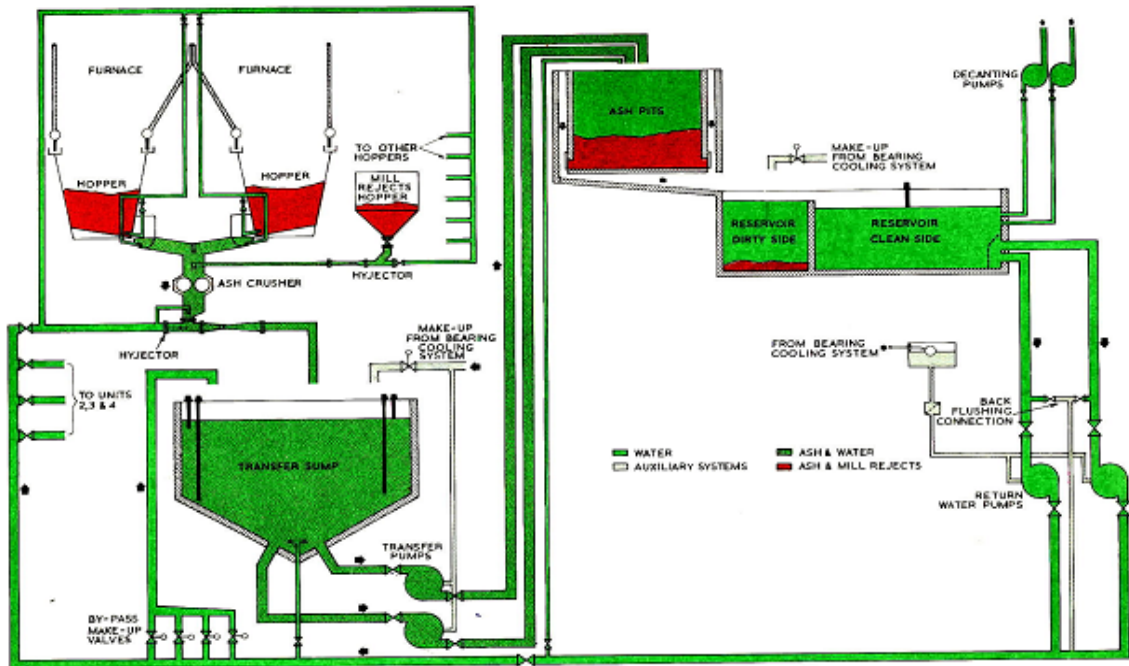 FURNACE
FURNACE
HOPPER
HOPPER
TO OTHER
HOPPERS
MILL
REJECTS
HOPPER
HYJECTOR
ASH CRUSHER
HYJECTOR
TO UNITS
2,3 & 4
MAKE-UP
FROM BEARING
COOLING
SYSTEM
TRANSFER SUMP
TRANSFER
PUMPS
BY-PASS
MAKE-UP
VALVES
ASH PITS
DECANTING
PUMPS
MAKE-UP
FROM BEARING
COOLING SYSTEM
RESERVOIR
DIRTY SIDE
RESERVOIR
CLEAN SIDE
FROM BEARING
COOLING SYSTEM
BACK
FLUSHING
CONNECTION
WATER
ASH & WATER
AUXILIARY SYSTEMS
ASH & MILL REJECTS
RETURN
WATER PUMPS